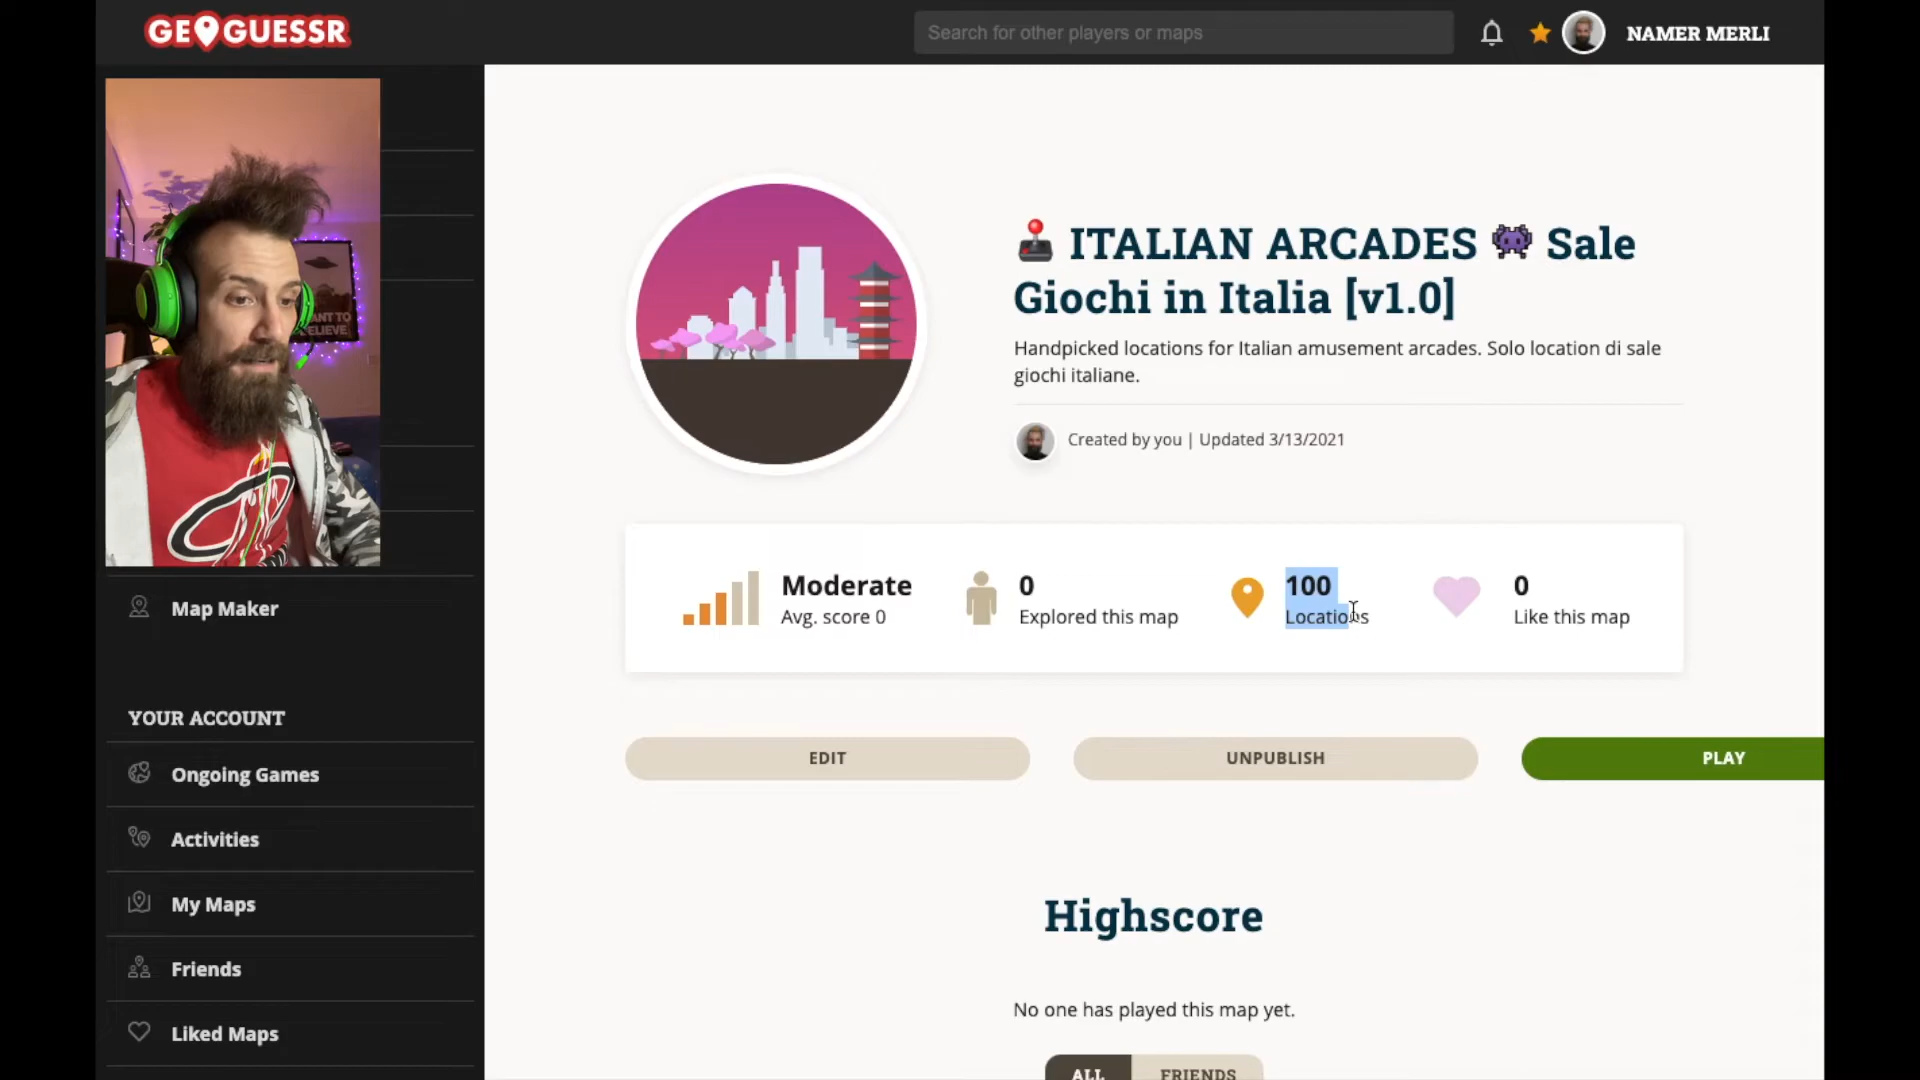 GEOGUESSR
Search for other players or maps
NAMER MERLI
ANT TO
ELIEVE
🕹️ ITALIAN ARCADES 👾 Sale
Giochi in Italia [v1.0]
Handpicked locations for Italian amusement arcades. Solo location di sale
giochi italiane.
Created by you | Updated 3/13/2021
Moderate
Avg. score 0
0
Explored this map
100
Locations
0
Like this map
EDIT
UNPUBLISH
PLAY
Map Maker
YOUR ACCOUNT
Ongoing Games
Activities
My Maps
Friends
Liked Maps
Highscore
No one has played this map yet.
ALL
FRIENDS